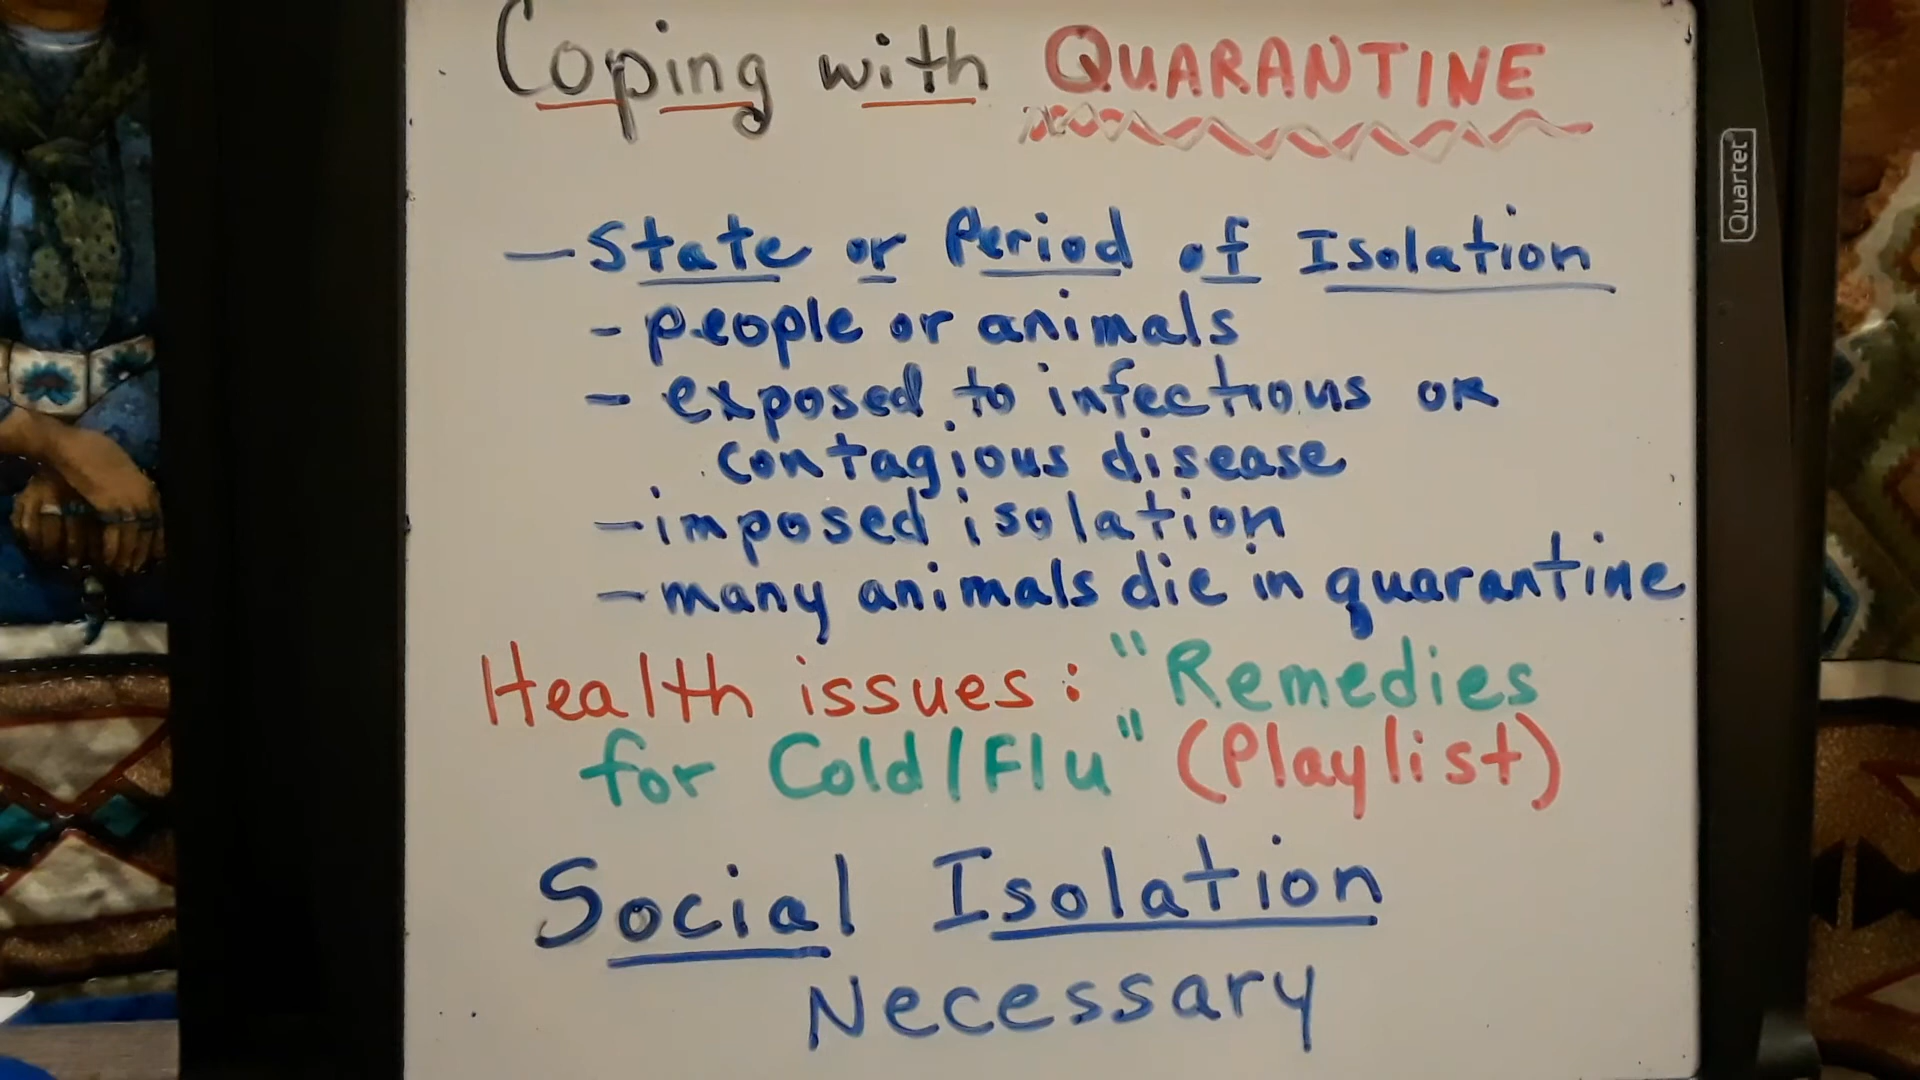 Coping with QUARANTINE
Quartet
— State or Period of Isolation
- people or animals
- exposed to infectious or
contagious disease
- imposed isolation
- many animals die in quarantine
Health issues: "Remedies
for Cold/Flu" (Playlist)
Social Isolation
Necessary